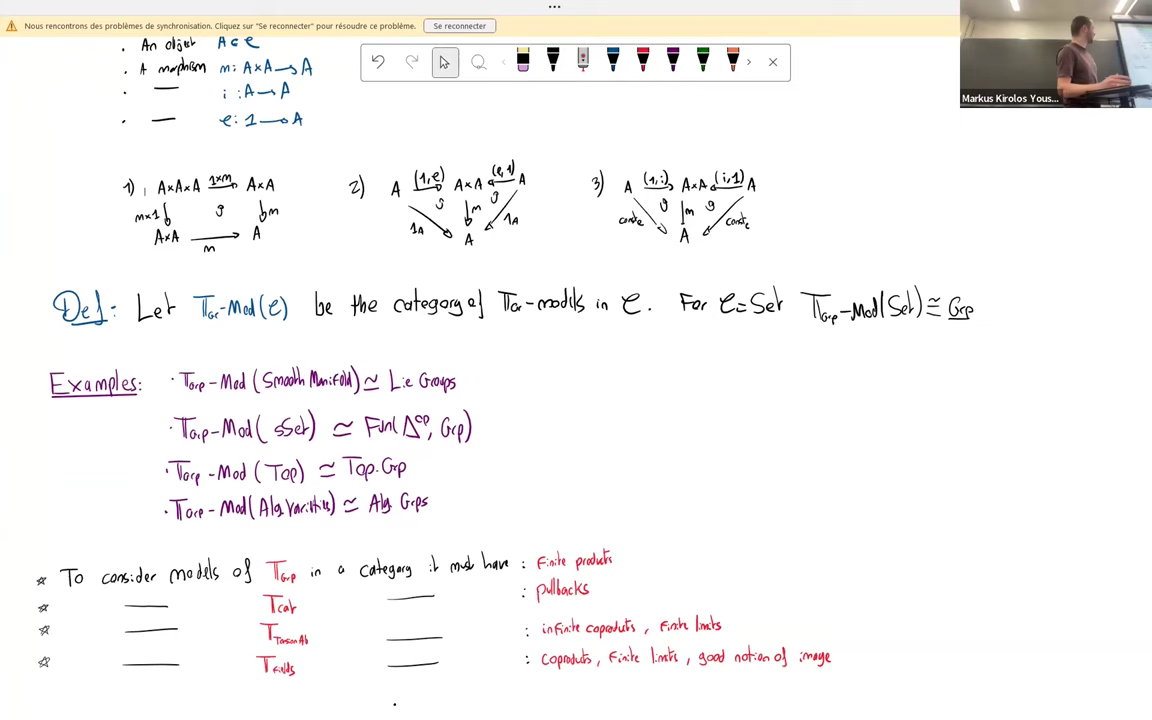 ...
Nous rencontrons des problèmes de synchronisation. Cliquez sur "Se reconnecter" pour résoudre ce problème. Se reconnecter
Markus Kirolos Yous...
. An object A ∈ C
. A morphism m: A×A → A
. — i : A → A
. — e: 1 → A
1) A×A×A 1×m A×A
m×1 m
A×A m A
2) A (1,e) A×A (e,1) A
1A m 1A
A
3) A (1,i) A×A (i,1) A
const e m const e
A
Def: Let 𝕋Gr-Mod(C) be the category of 𝕋Gr-models in C. For C=Set 𝕋Grp-Mod(Set) ≅ Grp
Examples: · 𝕋Grp-Mod (Smooth Manifold) ≃ Lie Groups
· 𝕋Grp-Mod( sSet) ≃ Fun(Δop, Grp)
· 𝕋Grp-Mod (Top) ≃ Top.Grp
· 𝕋Grp-Mod(Alg Varieties) ≃ Alg Grps
☆ To consider models of 𝕋Grp in a category it must have : Finite products
☆ — Tcat — : pullbacks
☆ — TTorsionAb — : infinite coproducts, Finite limits
☆ — TFields — : Coproducts, Finite limits, good notion of image